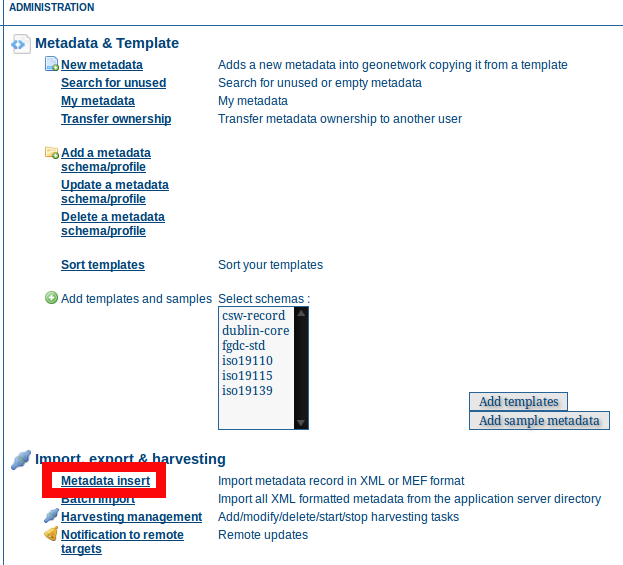 ADMINISTRATION
Metadata & Template
New metadata Adds a new metadata into geonetwork copying it from a template
Search for unused Search for unused or empty metadata
My metadata My metadata
Transfer ownership Transfer metadata ownership to another user
Add a metadata
schema/profile
Update a metadata
schema/profile
Delete a metadata
schema/profile
Sort templates Sort your templates
Add templates and samples Select schemas :
csw-record
dublin-core
fgdc-std
iso19110
iso19115
iso19139
Add templates
Add sample metadata
Import, export & harvesting
Metadata insert Import metadata record in XML or MEF format
Batch import Import all XML formatted metadata from the application server directory
Harvesting management Add/modify/delete/start/stop harvesting tasks
Notification to remote Remote updates
targets